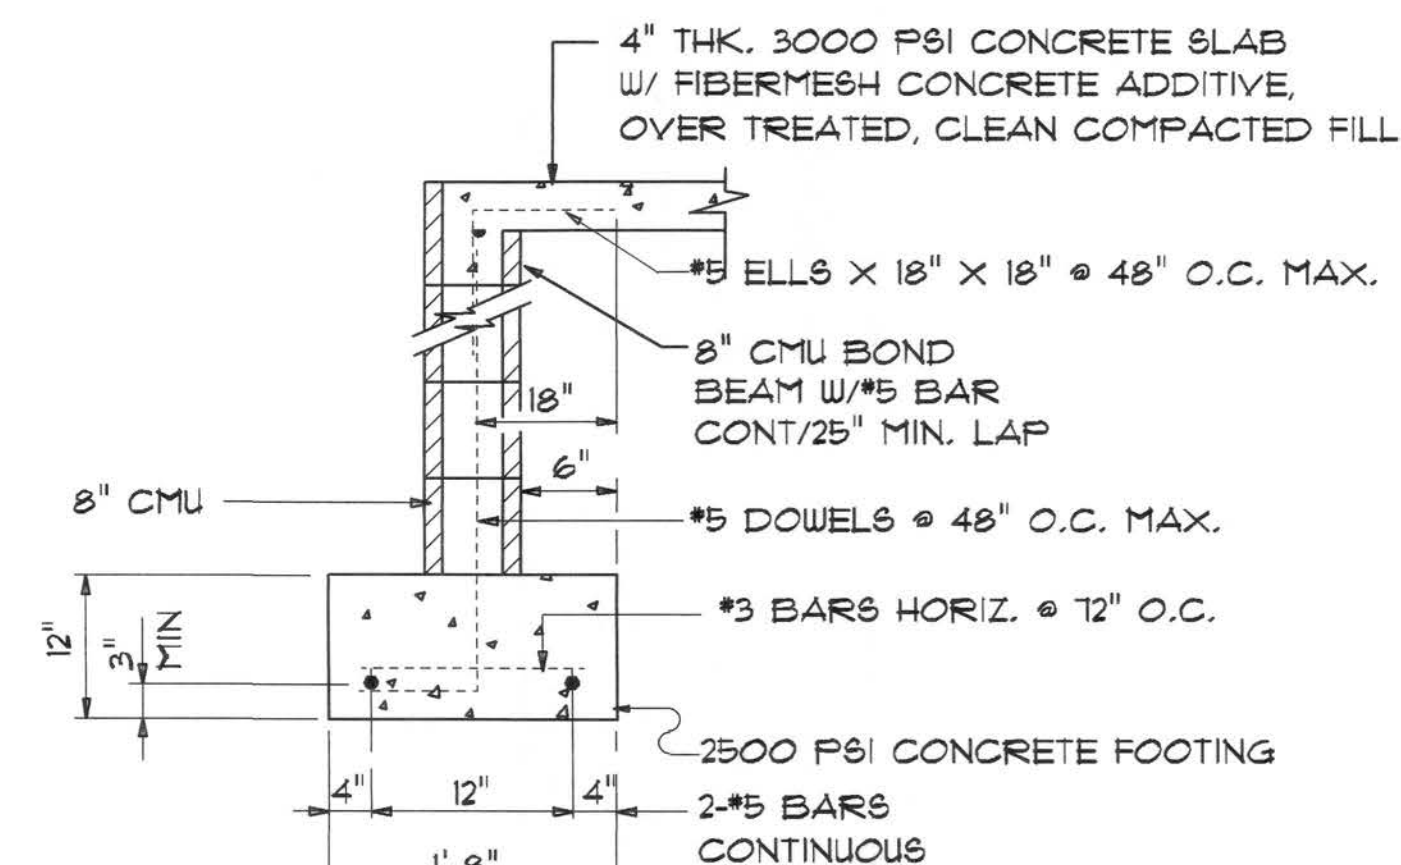 4" THK. 3000 PSI CONCRETE SLAB
W/ FIBERMESH CONCRETE ADDITIVE,
OVER TREATED, CLEAN COMPACTED FILL
#5 ELLS X 18" X 18" @ 48" O.C. MAX.
8" CMU BOND
BEAM W/#5 BAR
CONT/25" MIN. LAP
18"
6"
8" CMU
#5 DOWELS @ 48" O.C. MAX.
#3 BARS HORIZ. @ 72" O.C.
12"
3"
MIN
2500 PSI CONCRETE FOOTING
4"
12"
4"
2-#5 BARS
CONTINUOUS
1' 8"